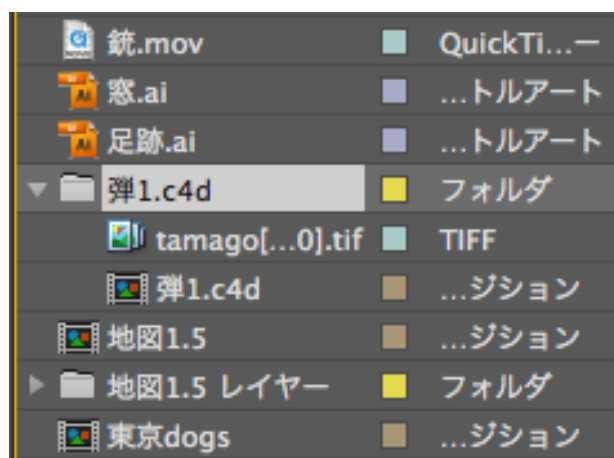 銃.mov QuickTi...ー
窓.ai ...トルアート
足跡.ai ...トルアート
弾1.c4d フォルダ
tamago[...0].tif TIFF
弾1.c4d ...ジション
地図1.5 ...ジション
地図1.5 レイヤー フォルダ
東京dogs ...ジション